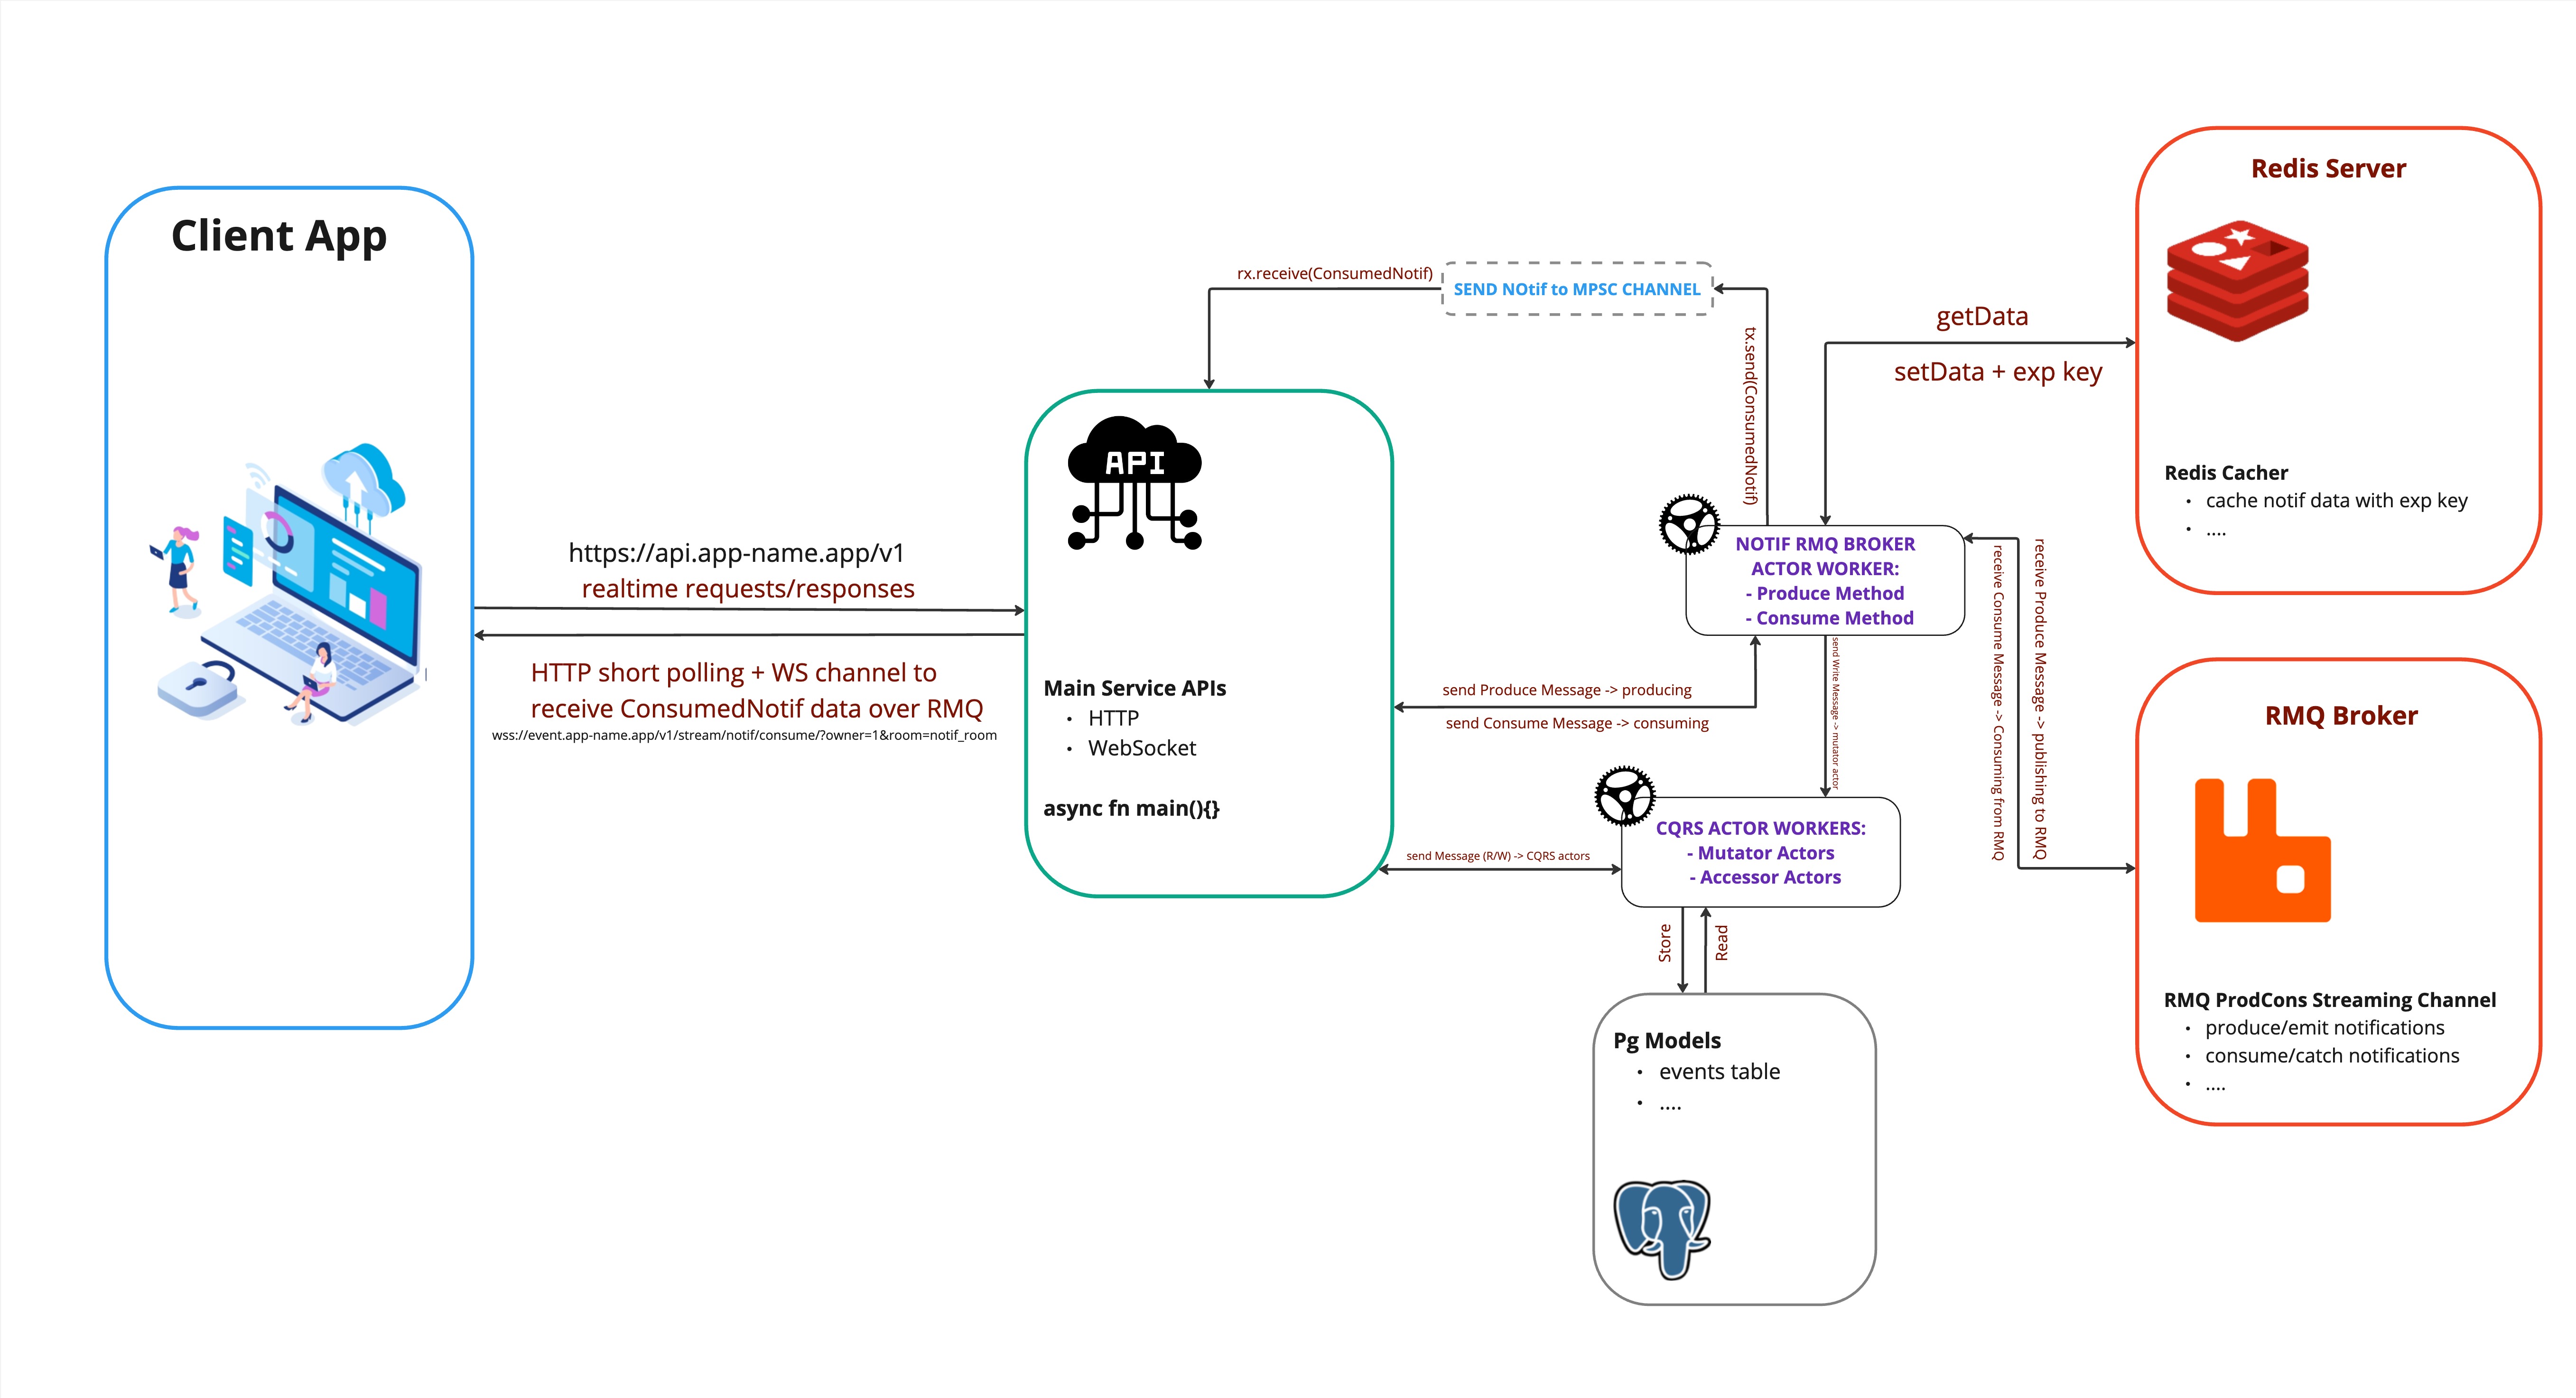 Client App
https://api.app-name.app/v1
realtime requests/responses
HTTP short polling + WS channel to
receive ConsumedNotif data over RMQ
wss://event.app-name.app/v1/stream/notif/consume/?owner=1&room=notif_room
API
Main Service APIs
• HTTP
• WebSocket
async fn main(){}
rx.receive(ConsumedNotif)
SEND NOtif to MPSC CHANNEL
tx.send(ConsumedNotif)
getData
setData + exp key
NOTIF RMQ BROKER
ACTOR WORKER:
- Produce Method
- Consume Method
send Produce Message -> producing
send Consume Message -> consuming
send Write Message -> mutator actor
receive Consume Message -> Consuming from RMQ
receive Produce Message -> publishing to RMQ
send Message (R/W) -> CQRS actors
CQRS ACTOR WORKERS:
- Mutator Actors
- Accessor Actors
Store
Read
Pg Models
• events table
• ....
Redis Server
Redis Cacher
• cache notif data with exp key
• ....
RMQ Broker
RMQ ProdCons Streaming Channel
• produce/emit notifications
• consume/catch notifications
• ....